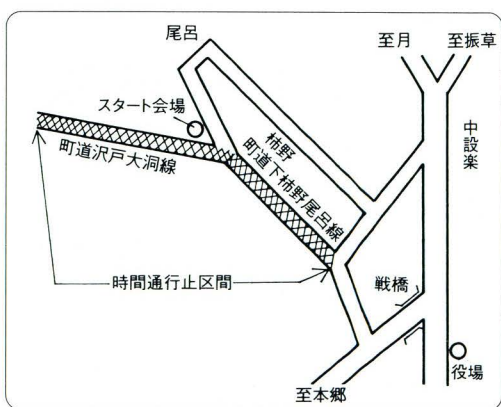 尾呂
至月
至振草
スタート会場
中設楽
柿野
町道下柿野尾呂線
町道沢戸大洞線
時間通行止区間
戦橋
役場
至本郷